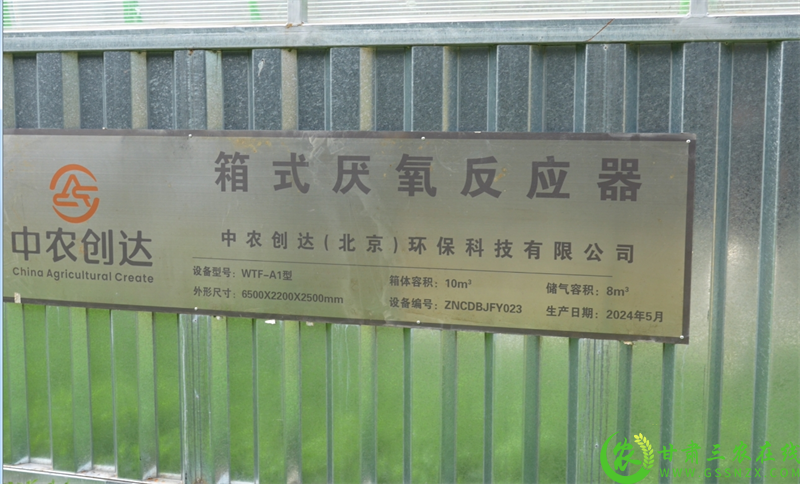 箱式厌氧反应器
中农创达
China Agricultural Create
中农创达(北京)环保科技有限公司
设备型号：WTF-A1型
箱体容积：10m³
储气容积：8m³
外形尺寸：6500X2200X2500mm
设备编号：ZNCDBJFY023
生产日期：2024年5月
农
甘肃三农在线